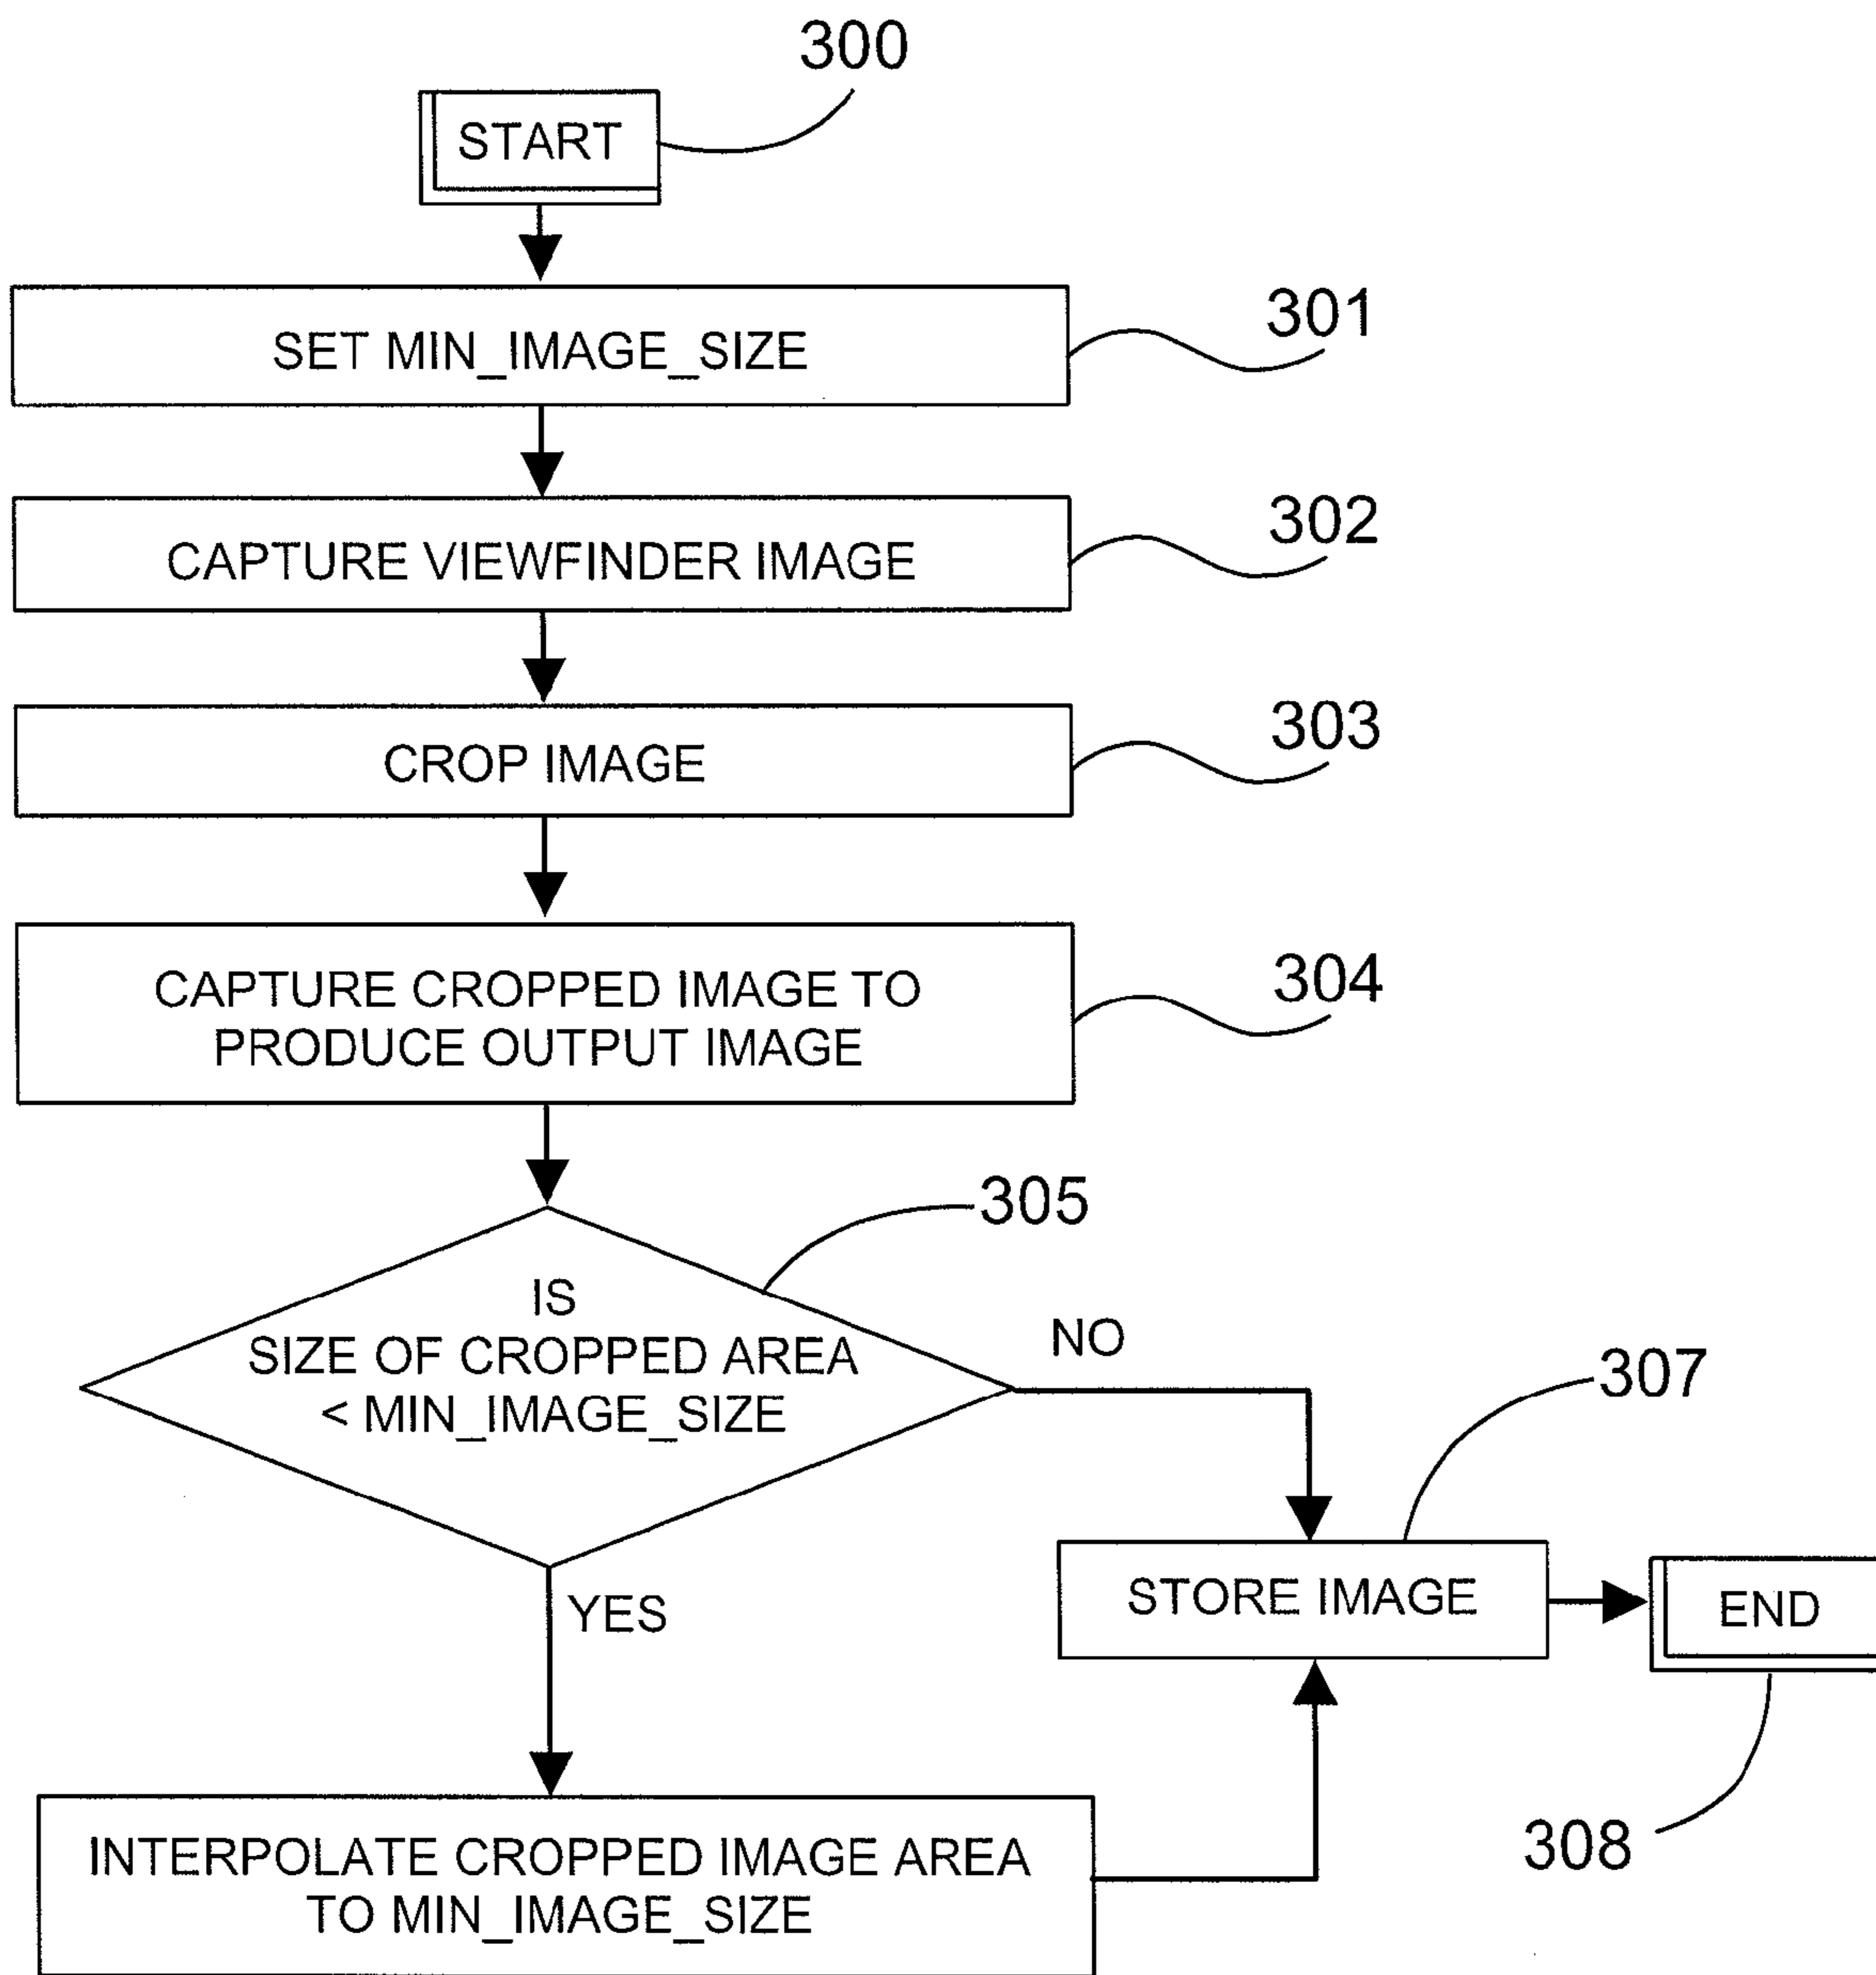 300
START
301
SET MIN_IMAGE_SIZE
302
CAPTURE VIEWFINDER IMAGE
303
CROP IMAGE
304
CAPTURE CROPPED IMAGE TO
PRODUCE OUTPUT IMAGE
305
IS
SIZE OF CROPPED AREA
< MIN_IMAGE_SIZE
NO
307
YES
STORE IMAGE
END
308
INTERPOLATE CROPPED IMAGE AREA
TO MIN_IMAGE_SIZE